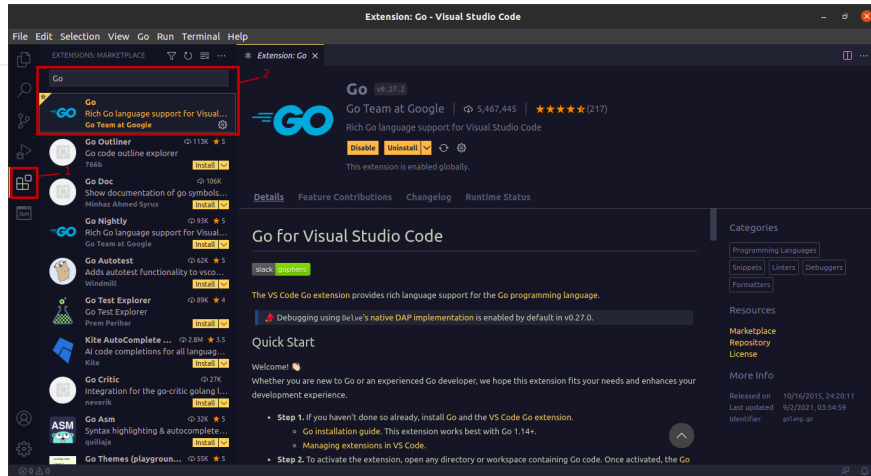 Extension: Go - Visual Studio Code
File Edit Selection View Go Run Terminal Help
EXTENSIONS: MARKETPLACE
Extension: Go
Go
2
1
Go
Rich Go language support for Visual...
Go Team at Google
Go Outliner 113K 5
Go code outline explorer
766b Install
Go Doc 106K
Show documentation of go symbols...
Minhaz Ahmed Syrus Install
Go Nightly 93K 5
Rich Go language support for Visual...
Go Team at Google Install
Go Autotest 62K 5
Adds autotest functionality to vsco...
Windmill Install
Go Test Explorer 89K 4
Go Test Explorer
Prem Parihar Install
Kite AutoComplete ... 2.8M 3.5
AI code completions for all languag...
Kite Install
Go Critic 27K
Integration for the go-critic golang l...
neverik Install
ASM
Go Asm 32K 5
Syntax highlighting & autocomplete...
quillaja Install
Go Themes (playgroun... 55K 5
0 0
GO
Go v0.27.2
Go Team at Google 5,467,445 (217)
Rich Go language support for Visual Studio Code
Disable Uninstall
This extension is enabled globally.
Details Feature Contributions Changelog Runtime Status
Go for Visual Studio Code
slack gophers
The VS Code Go extension provides rich language support for the Go programming language.
Debugging using Delve's native DAP implementation is enabled by default in v0.27.0.
Quick Start
Welcome!
Whether you are new to Go or an experienced Go developer, we hope this extension fits your needs and enhances your
development experience.
Step 1. If you haven't done so already, install Go and the VS Code Go extension.
Go installation guide. This extension works best with Go 1.14+.
Managing extensions in VS Code.
Step 2. To activate the extension, open any directory or workspace containing Go code. Once activated, the Go
Categories
Programming Languages
Snippets Linters Debuggers
Formatters
Resources
Marketplace
Repository
License
More Info
Released on 10/16/2015, 24:20:11
Last updated 9/2/2021, 03:54:59
Identifier golang.go